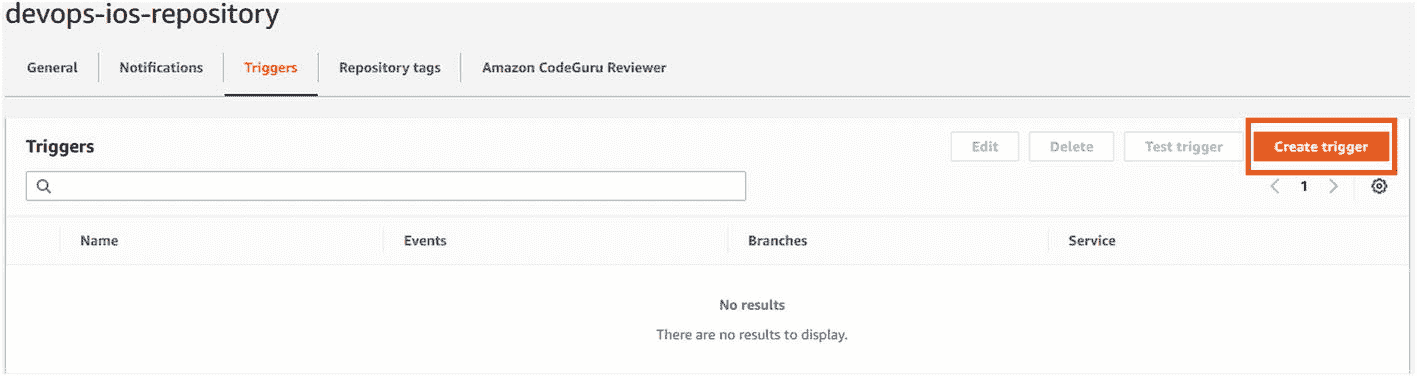 devops-ios-repository
General Notifications Triggers Repository tags Amazon CodeGuru Reviewer
Triggers Edit Delete Test trigger Create trigger
1
Name Events Branches Service
No results
There are no results to display.